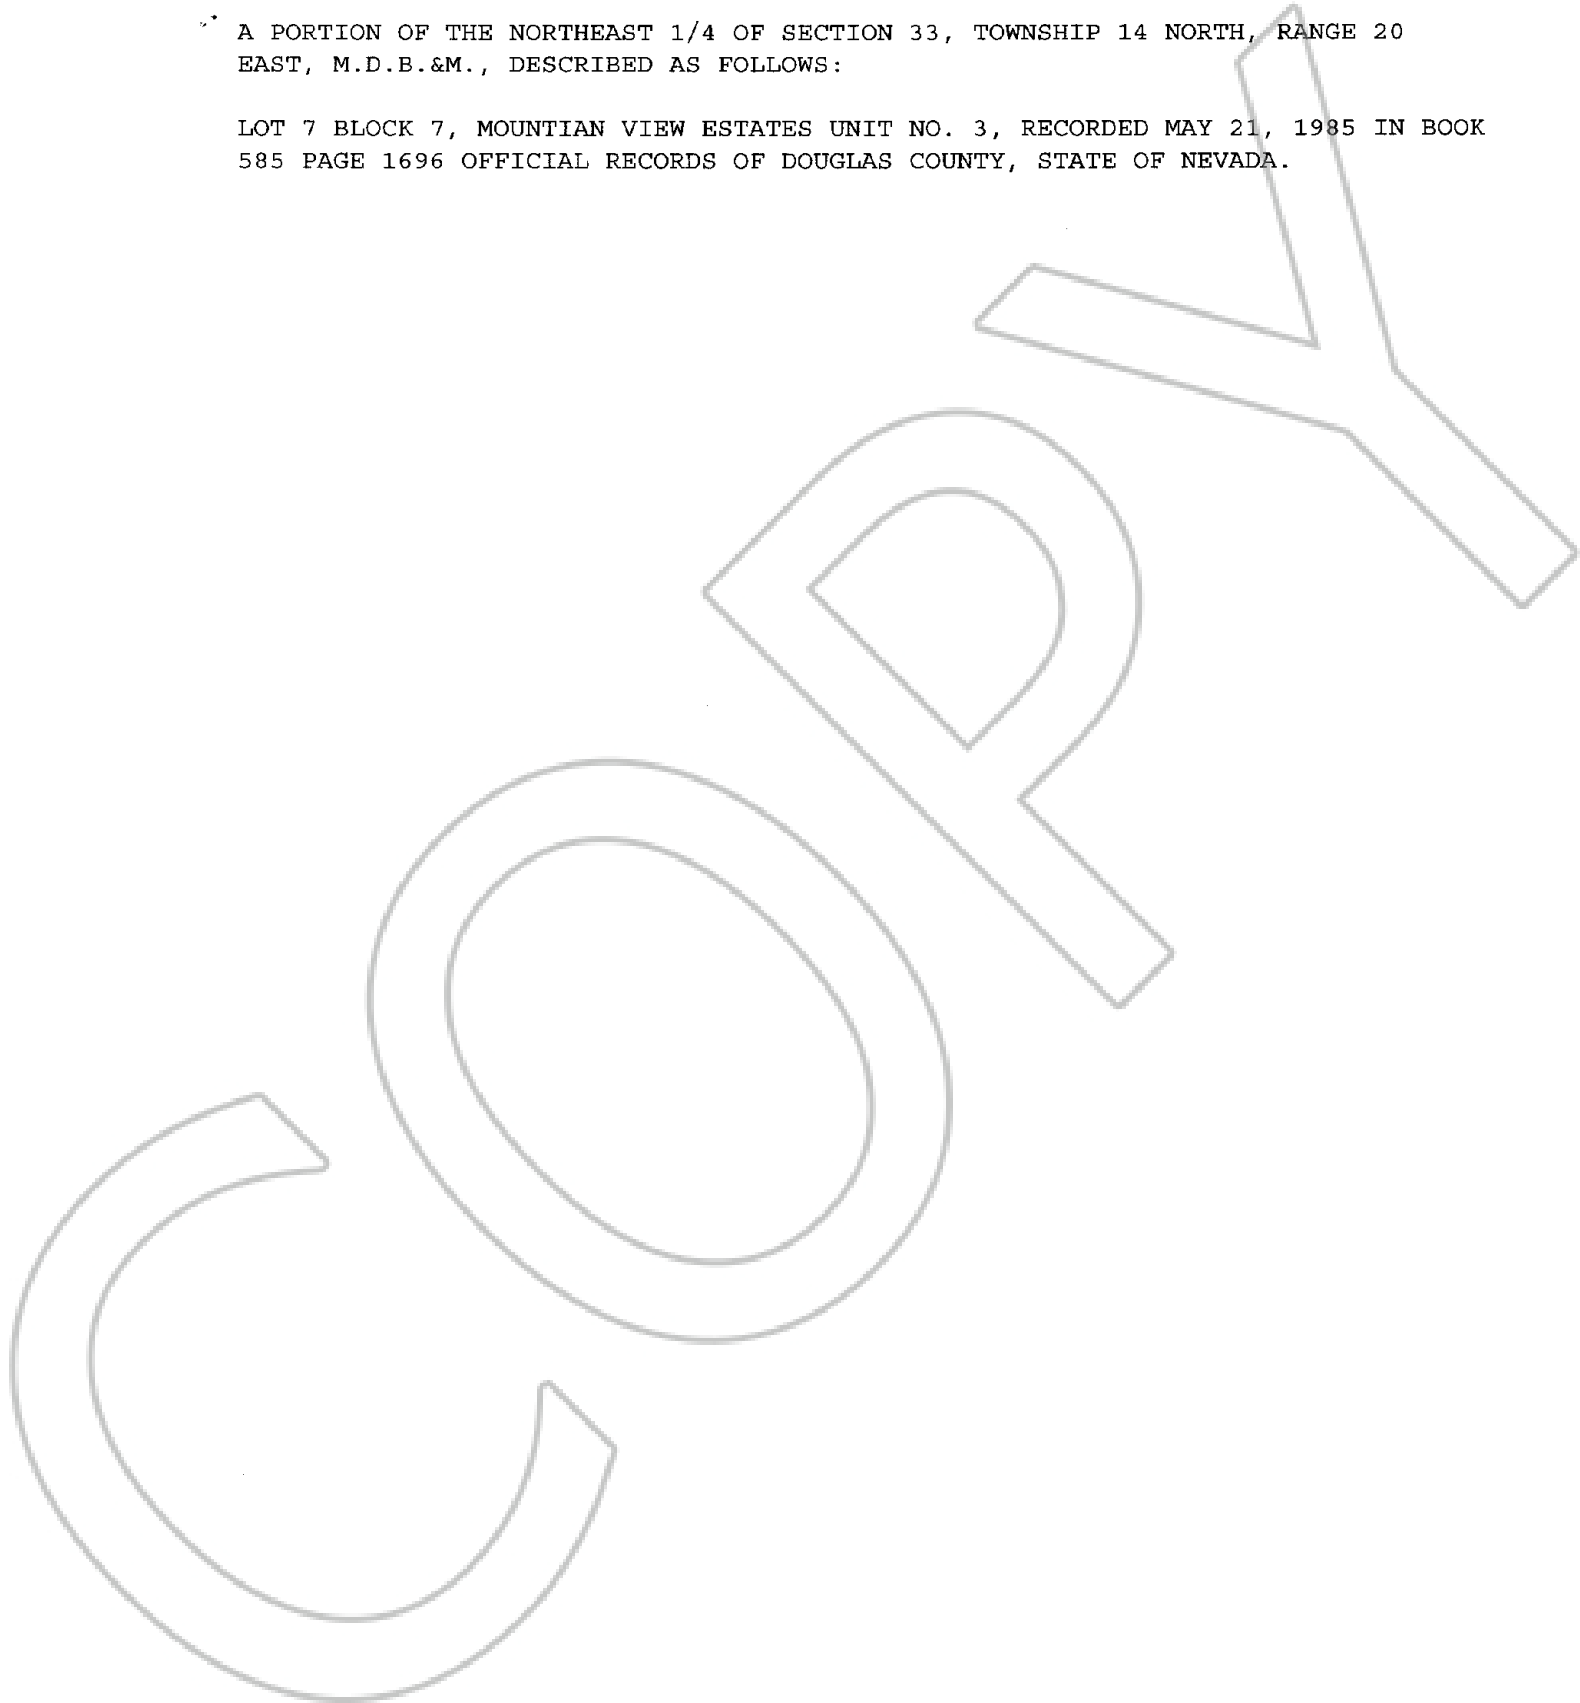 A PORTION OF THE NORTHEAST 1/4 OF SECTION 33, TOWNSHIP 14 NORTH, RANGE 20
EAST, M.D.B.&M., DESCRIBED AS FOLLOWS:
LOT 7 BLOCK 7, MOUNTIAN VIEW ESTATES UNIT NO. 3, RECORDED MAY 21, 1985 IN BOOK
585 PAGE 1696 OFFICIAL RECORDS OF DOUGLAS COUNTY, STATE OF NEVADA.
COPY